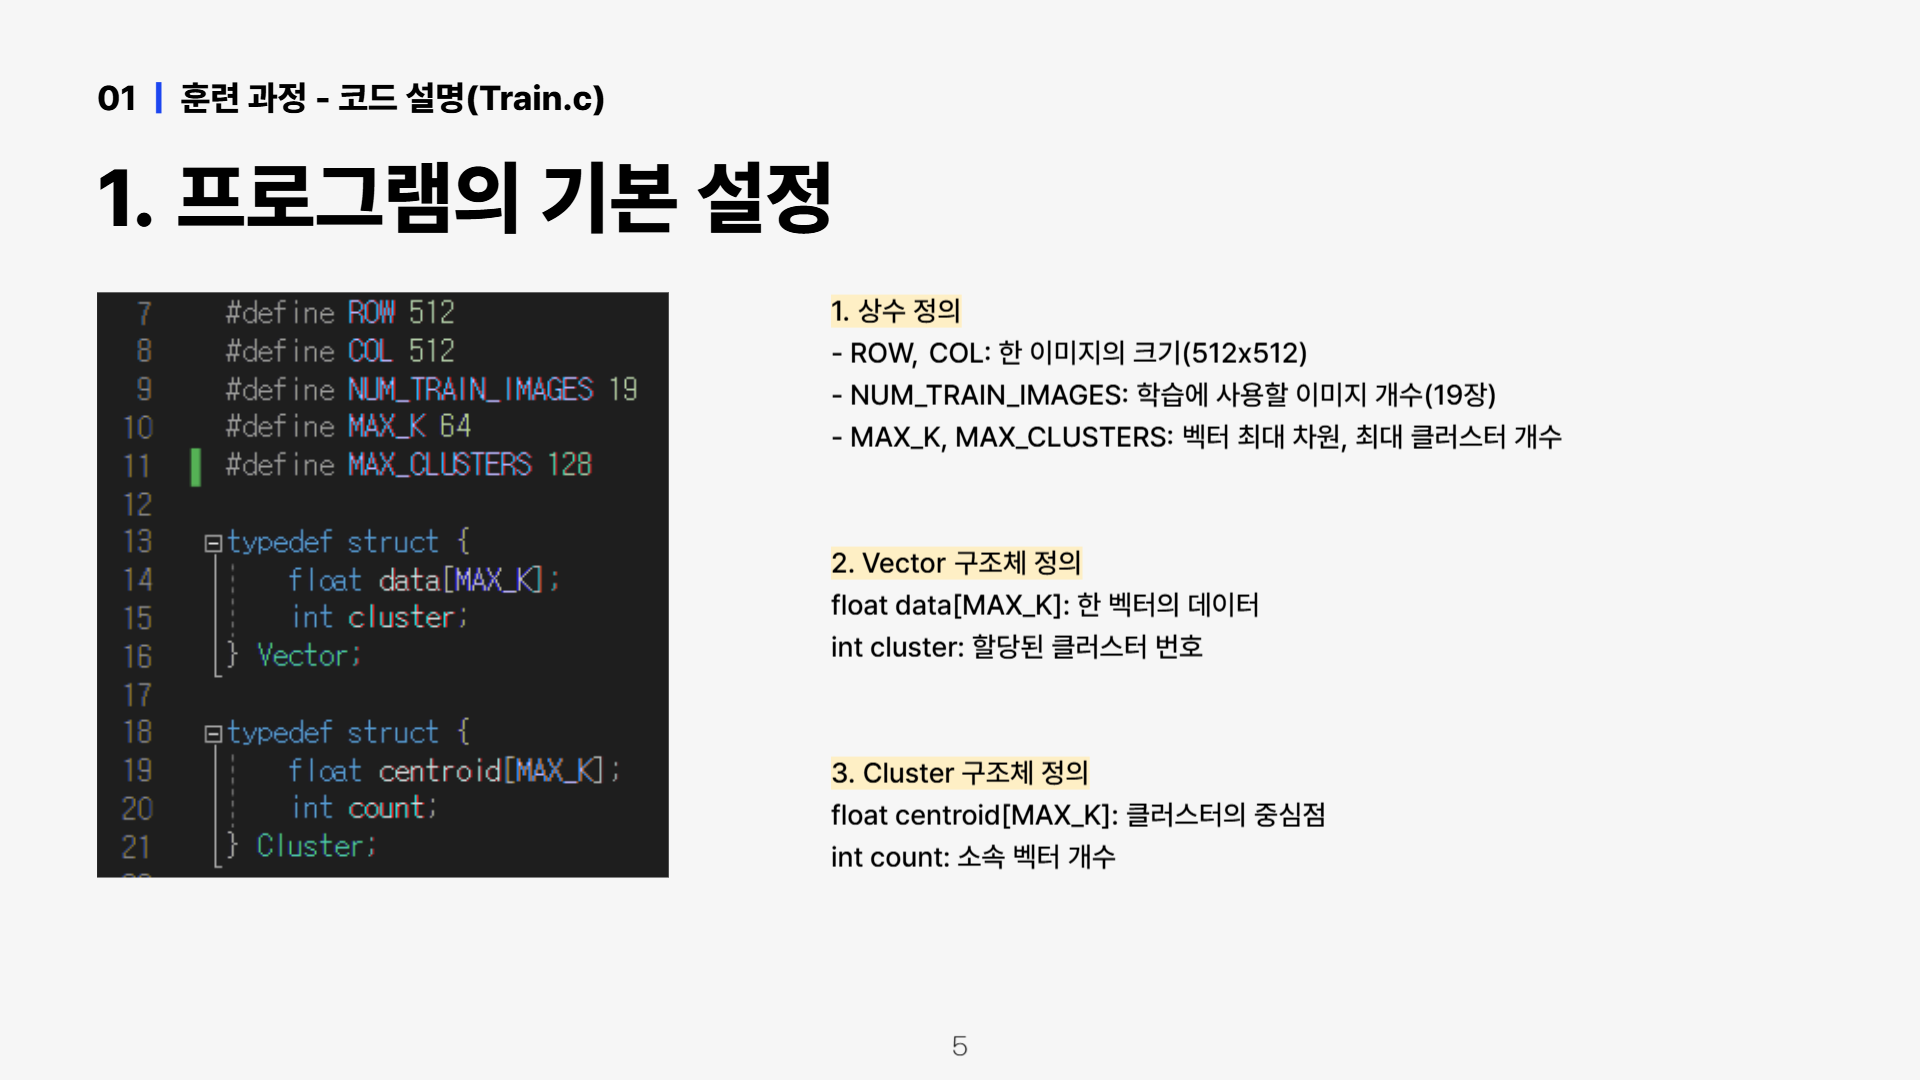 01 | 훈련 과정 - 코드 설명(Train.c)
1. 프로그램의 기본 설정
7 #define ROW 512
8 #define COL 512
9 #define NUM_TRAIN_IMAGES 19
10 #define MAX_K 64
11 #define MAX_CLUSTERS 128
12
13 typedef struct {
14 float data[MAX_K];
15 int cluster;
16 } Vector;
17
18 typedef struct {
19 float centroid[MAX_K];
20 int count;
21 } Cluster;
1. 상수 정의
- ROW, COL: 한 이미지의 크기(512x512)
- NUM_TRAIN_IMAGES: 학습에 사용할 이미지 개수(19장)
- MAX_K, MAX_CLUSTERS: 벡터 최대 차원, 최대 클러스터 개수
2. Vector 구조체 정의
float data[MAX_K]: 한 벡터의 데이터
int cluster: 할당된 클러스터 번호
3. Cluster 구조체 정의
float centroid[MAX_K]: 클러스터의 중심점
int count: 소속 벡터 개수
5